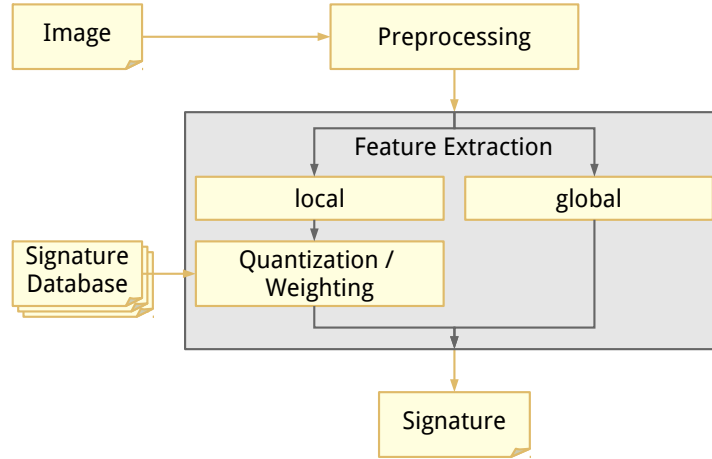 Image
Preprocessing
Feature Extraction
local
global
Signature
Database
Quantization /
Weighting
Signature